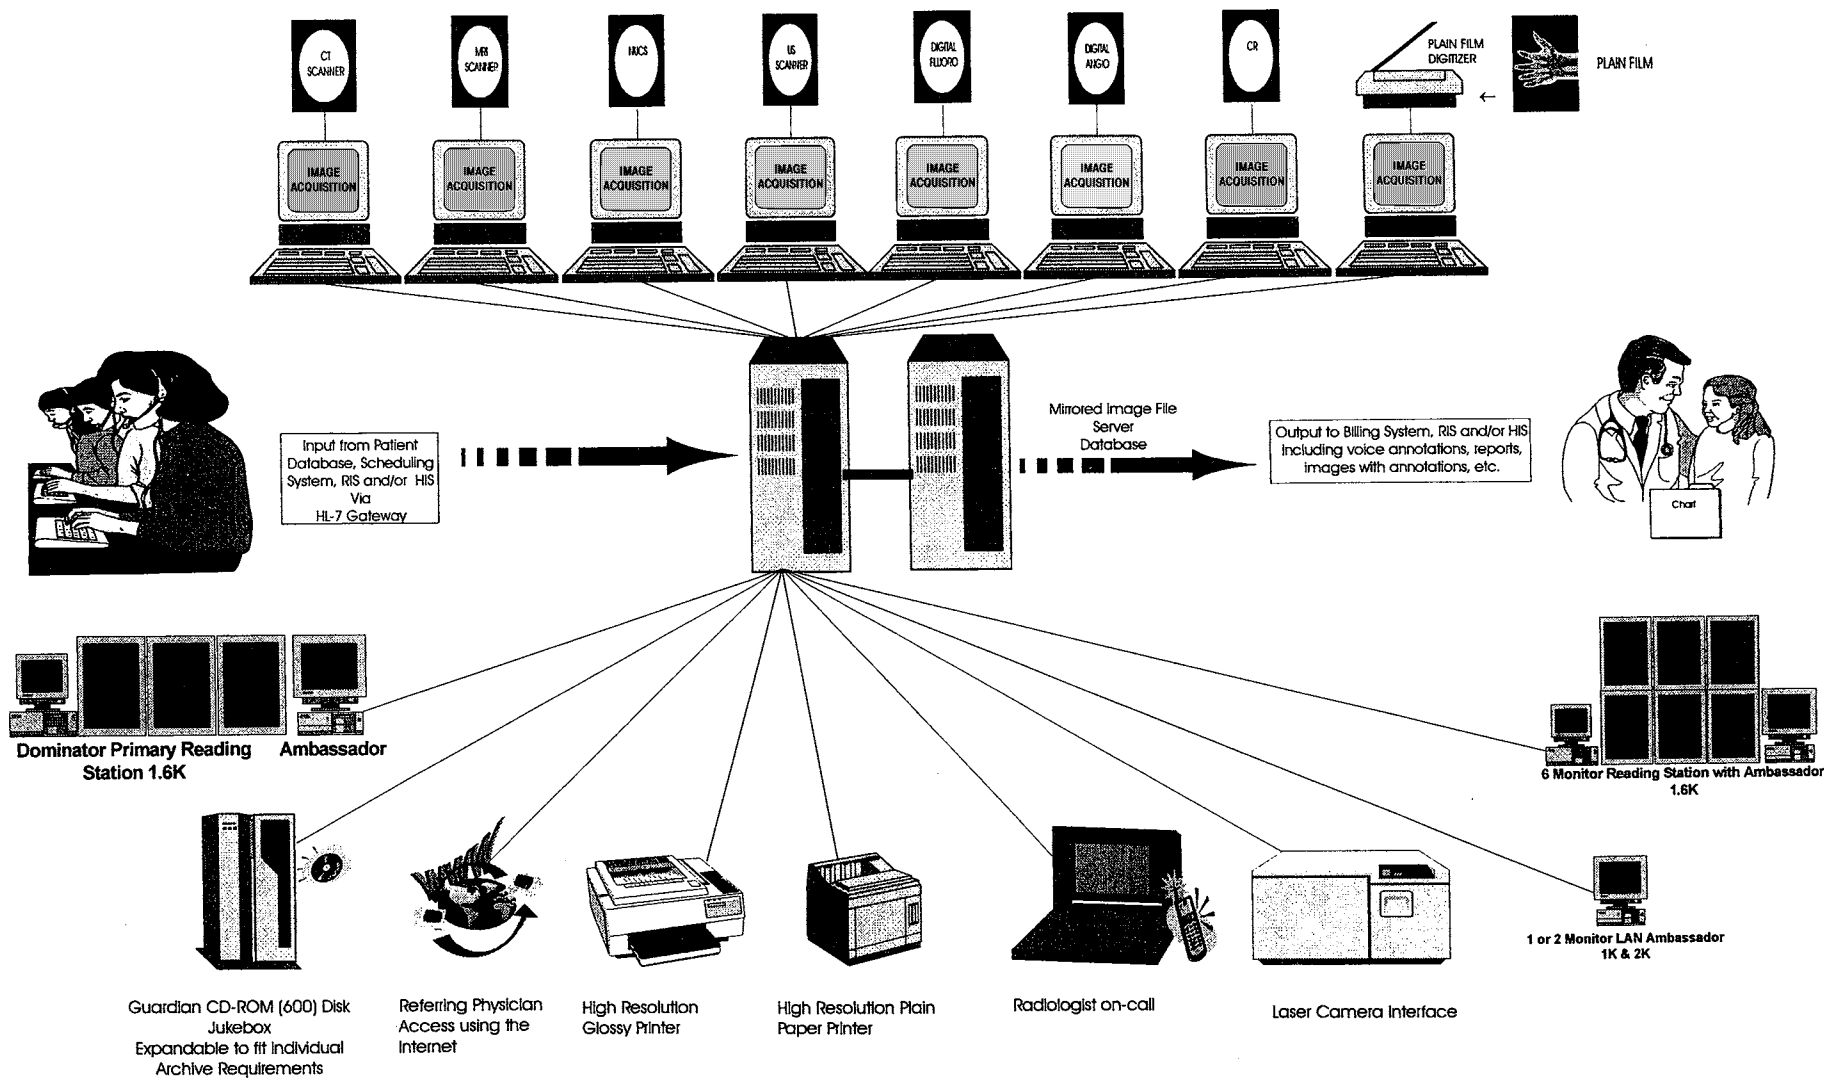 CT
SCANNER
MRI
SCANNER
NUCS
US
SCANNER
DIGITAL
FLUORO
DIGITAL
ANGIO
CR
PLAIN FILM
DIGITIZER
←
PLAIN FILM
IMAGE
ACQUISITION
IMAGE
ACQUISITION
IMAGE
ACQUISITION
IMAGE
ACQUISITION
IMAGE
ACQUISITION
IMAGE
ACQUISITION
IMAGE
ACQUISITION
IMAGE
ACQUISITION
Input from Patient
Database, Scheduling
System, RIS and/or HIS
Via
HL-7 Gateway
Mirrored Image File
Server
Database
Output to Billing System, RIS and/or HIS
including voice annotations, reports,
images with annotations, etc.
Chart
Dominator Primary Reading
Station 1.6K
Ambassador
6 Monitor Reading Station with Ambassador
1.6K
1 or 2 Monitor LAN Ambassador
1K & 2K
Guardian CD-ROM (600) Disk
Jukebox
Expandable to fit individual
Archive Requirements
Referring Physician
Access using the
Internet
High Resolution
Glossy Printer
High Resolution Plain
Paper Printer
Radiologist on-call
Laser Camera Interface